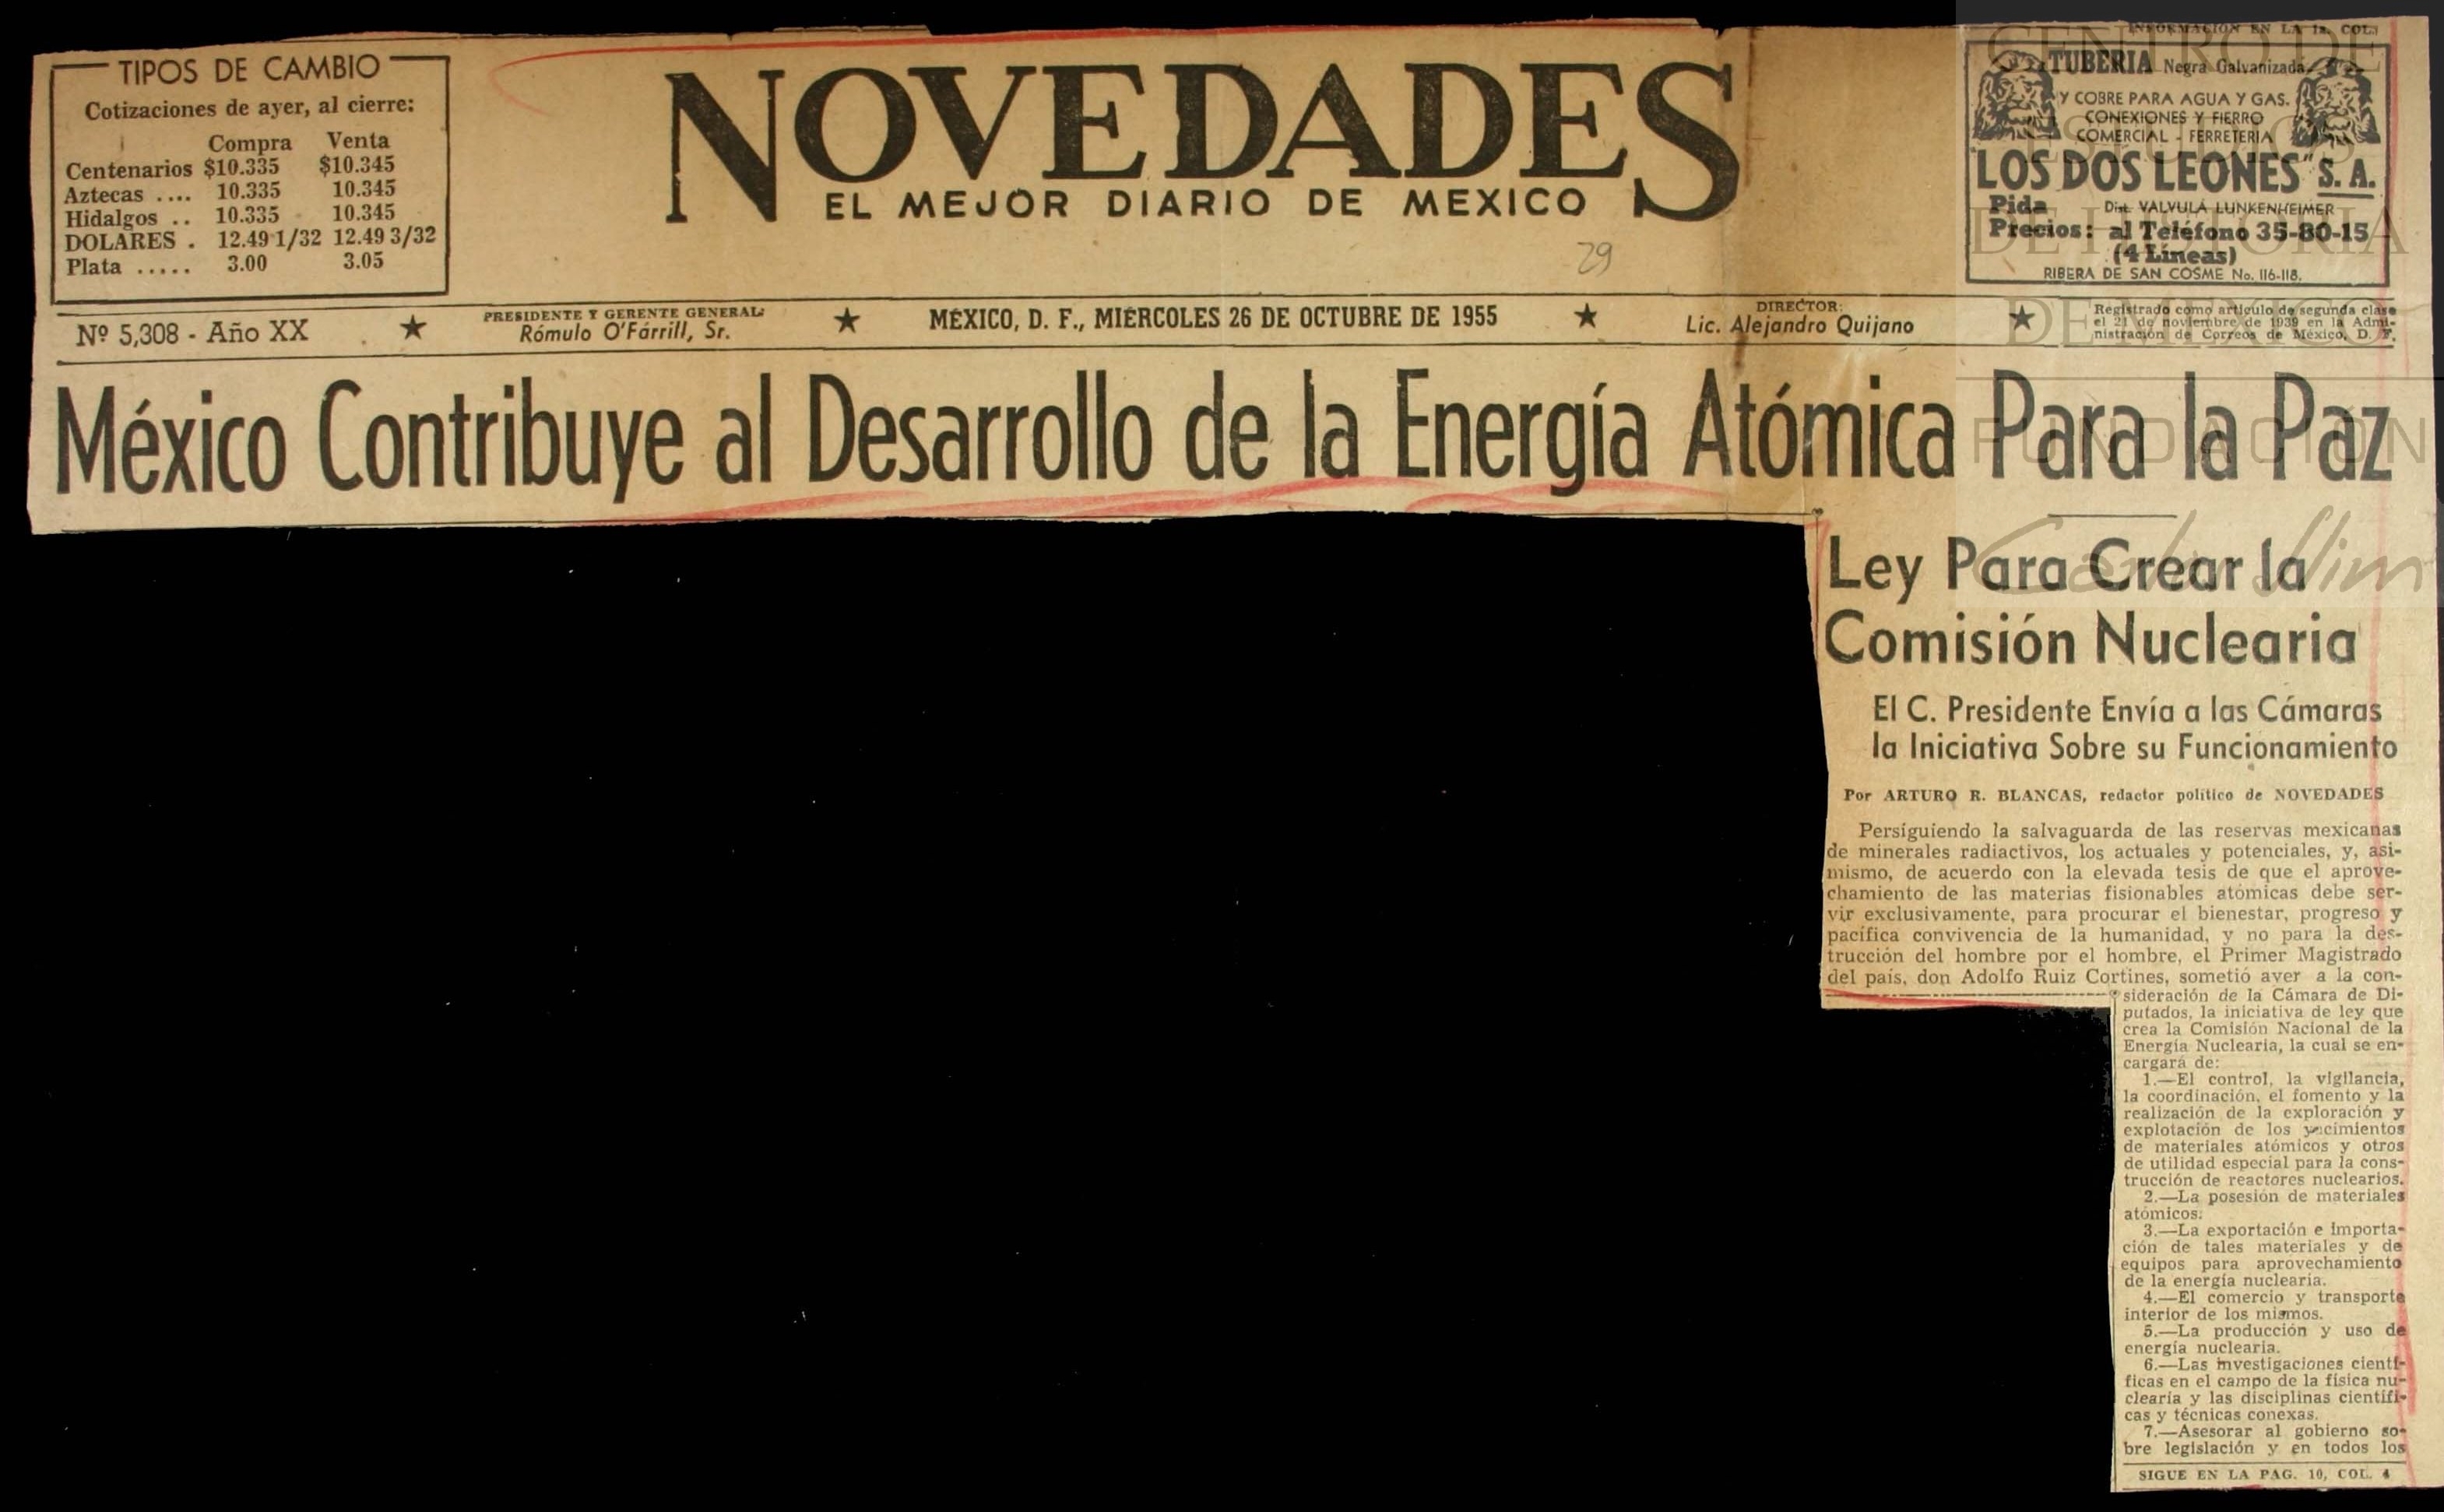 TIPOS DE CAMBIO
Cotizaciones de ayer, al cierre:
Compra Venta
Centenarios $10.335 $10.345
Aztecas .... 10.335 10.345
Hidalgos .. 10.335 10.345
DOLARES . 12.49 1/32 12.49 3/32
Plata ..... 3.00 3.05
NOVEDADES
EL MEJOR DIARIO DE MEXICO
29
INFORMACION EN LA 1a. COL.
TUBERIA Negra Galvanizada
Y COBRE PARA AGUA Y GAS.
CONEXIONES Y FIERRO
COMERCIAL - FERRETERIA
"LOS DOS LEONES" S. A.
Pida Dist. VALVULA LUNKENHEIMER
Precios: al Teléfono 35-80-15
(4 Líneas)
RIBERA DE SAN COSME No. 116-118.
Nº 5,308 - Año XX
★
PRESIDENTE Y GERENTE GENERAL:
Rómulo O'Fárrill, Sr.
★
MEXICO, D. F., MIERCOLES 26 DE OCTUBRE DE 1955
★
DIRECTOR:
Lic. Alejandro Quijano
★
Registrado como artículo de segunda clase
el 21 de noviembre de 1939 en la Admi-
nistración de Correos de México, D. F.
México Contribuye al Desarrollo de la Energía Atómica Para la Paz
Ley Para Crear la
Comisión Nuclearia
El C. Presidente Envía a las Cámaras
la Iniciativa Sobre su Funcionamiento
Por ARTURO R. BLANCAS, redactor político de NOVEDADES
Persiguiendo la salvaguarda de las reservas mexicanas
de minerales radiactivos, los actuales y potenciales, y, asi-
mismo, de acuerdo con la elevada tesis de que el aprove-
chamiento de las materias fisionables atómicas debe ser-
vir exclusivamente, para procurar el bienestar, progreso y
pacífica convivencia de la humanidad, y no para la des-
trucción del hombre por el hombre, el Primer Magistrado
del país, don Adolfo Ruiz Cortines, sometió ayer a la con-
sideración de la Cámara de Di-
putados, la iniciativa de ley que
crea la Comisión Nacional de la
Energía Nuclearia, la cual se en-
cargará de:
1.—El control, la vigilancia,
la coordinación, el fomento y la
realización de la exploración y
explotación de los yacimientos
de materiales atómicos y otros
de utilidad especial para la cons-
trucción de reactores nuclearios.
2.—La posesión de materiales
atómicos.
3.—La exportación e importa-
ción de tales materiales y de
equipos para aprovechamiento
de la energía nuclearia.
4.—El comercio y transporte
interior de los mismos.
5.—La producción y uso de
energía nuclearia.
6.—Las investigaciones cientí-
ficas en el campo de la física nu-
clearia y las disciplinas científi-
cas y técnicas conexas.
7.—Asesorar al gobierno so-
bre legislación y en todos los
SIGUE EN LA PAG. 10, COL. 4
CENTRO DE
ESTUDIOS
DE HISTORIA
DE MEXICO
FUNDACIÓN
Carlos Slim